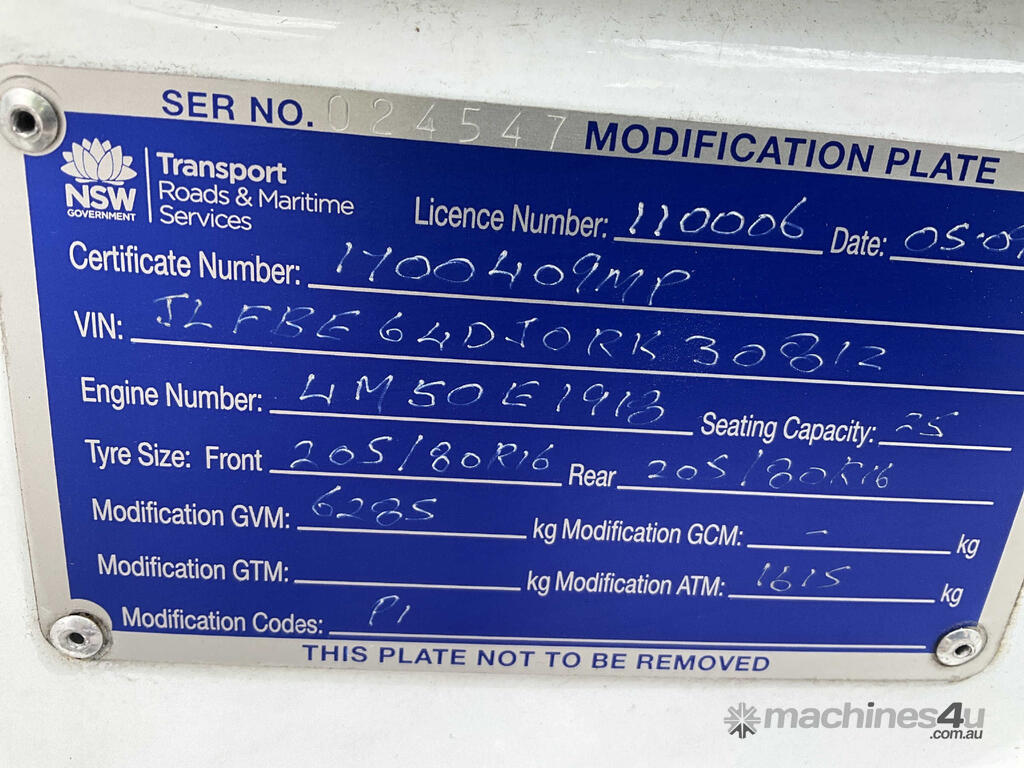 SER NO. 024547 MODIFICATION PLATE
NSW GOVERNMENT
Transport
Roads & Maritime
Services
Licence Number: 110006 Date: 05.09
Certificate Number: 1700409MP
VIN: JLFBE64DJ0RK30812
Engine Number: 4M50E1918 Seating Capacity: 25
Tyre Size: Front 205/80R16 Rear 205/80R16
Modification GVM: 6285 kg Modification GCM: - kg
Modification GTM: kg Modification ATM: 1615 kg
Modification Codes: P1
THIS PLATE NOT TO BE REMOVED
machines4u
.com.au